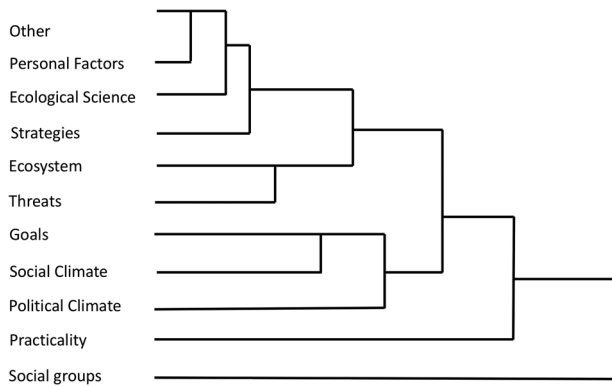 Other
Personal Factors
Ecological Science
Strategies
Ecosystem
Threats
Goals
Social Climate
Political Climate
Practicality
Social groups